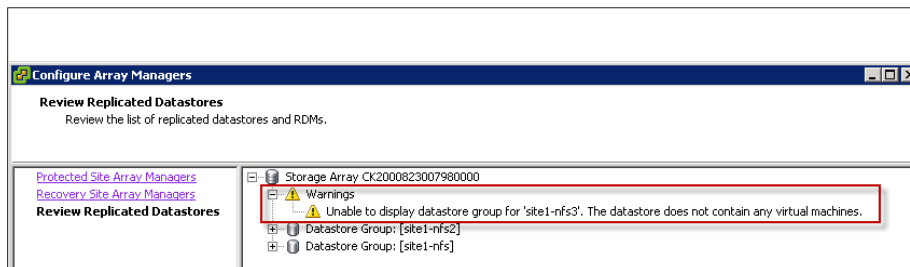 Configure Array Managers
Review Replicated Datastores
Review the list of replicated datastores and RDMs.
Protected Site Array Managers
Recovery Site Array Managers
Review Replicated Datastores
Storage Array CK2000823007980000
Warnings
Unable to display datastore group for 'site1-nfs3'. The datastore does not contain any virtual machines.
Datastore Group: [site1-nfs2]
Datastore Group: [site1-nfs]